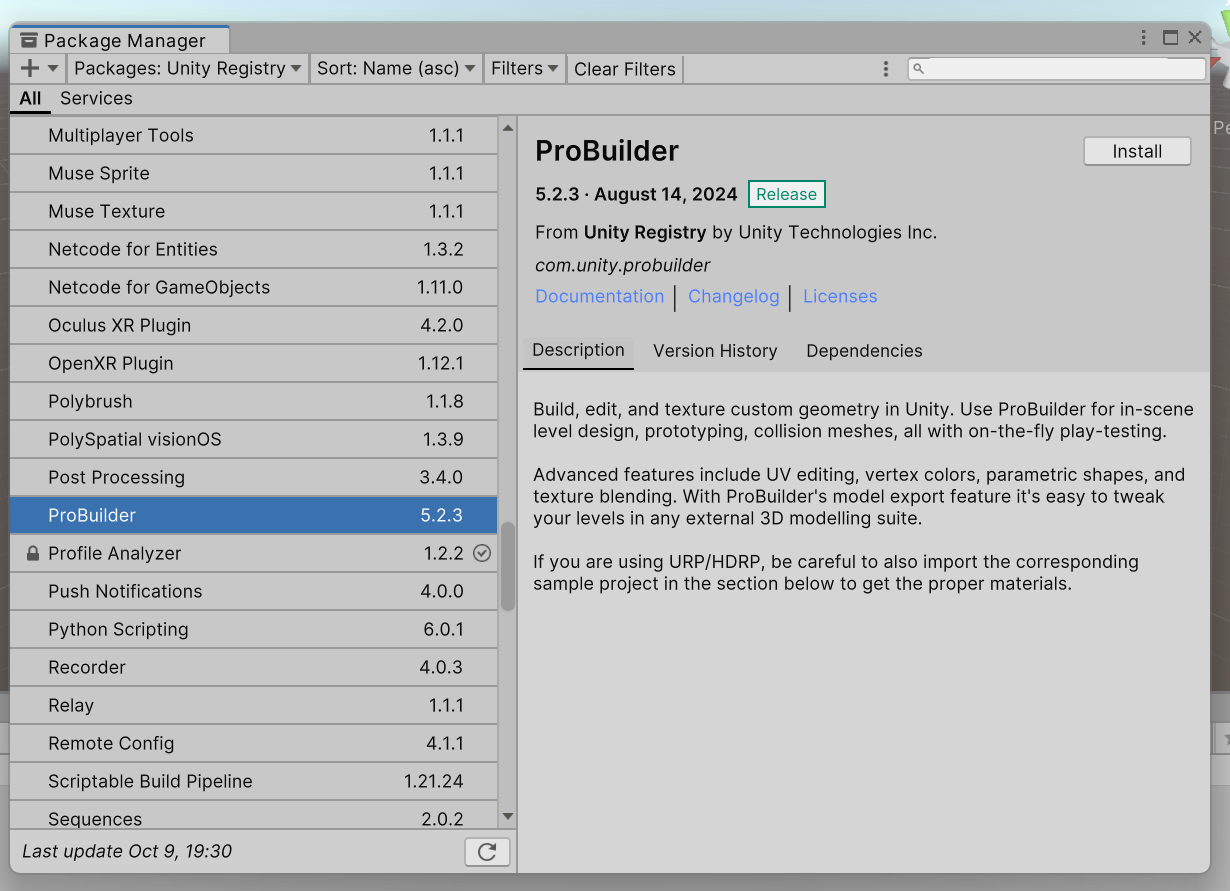 Package Manager
Packages: Unity Registry Sort: Name (asc) Filters Clear Filters
All Services
Multiplayer Tools 1.1.1
Muse Sprite 1.1.1
Muse Texture 1.1.1
Netcode for Entities 1.3.2
Netcode for GameObjects 1.11.0
Oculus XR Plugin 4.2.0
OpenXR Plugin 1.12.1
Polybrush 1.1.8
PolySpatial visionOS 1.3.9
Post Processing 3.4.0
ProBuilder 5.2.3
Profile Analyzer 1.2.2
Push Notifications 4.0.0
Python Scripting 6.0.1
Recorder 4.0.3
Relay 1.1.1
Remote Config 4.1.1
Scriptable Build Pipeline 1.21.24
Sequences 2.0.2
Last update Oct 9, 19:30
ProBuilder
Install
5.2.3 · August 14, 2024 Release
From Unity Registry by Unity Technologies Inc.
com.unity.probuilder
Documentation Changelog Licenses
Description Version History Dependencies
Build, edit, and texture custom geometry in Unity. Use ProBuilder for in-scene
level design, prototyping, collision meshes, all with on-the-fly play-testing.
Advanced features include UV editing, vertex colors, parametric shapes, and
texture blending. With ProBuilder's model export feature it's easy to tweak
your levels in any external 3D modelling suite.
If you are using URP/HDRP, be careful to also import the corresponding
sample project in the section below to get the proper materials.